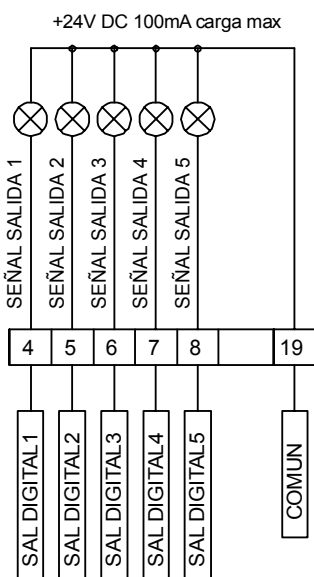 +24V DC 100mA carga max
SEÑAL SALIDA 1
SEÑAL SALIDA 2
SEÑAL SALIDA 3
SEÑAL SALIDA 4
SEÑAL SALIDA 5
4 5 6 7 8 19
SAL DIGITAL1
SAL DIGITAL2
SAL DIGITAL3
SAL DIGITAL4
SAL DIGITAL5
COMUN